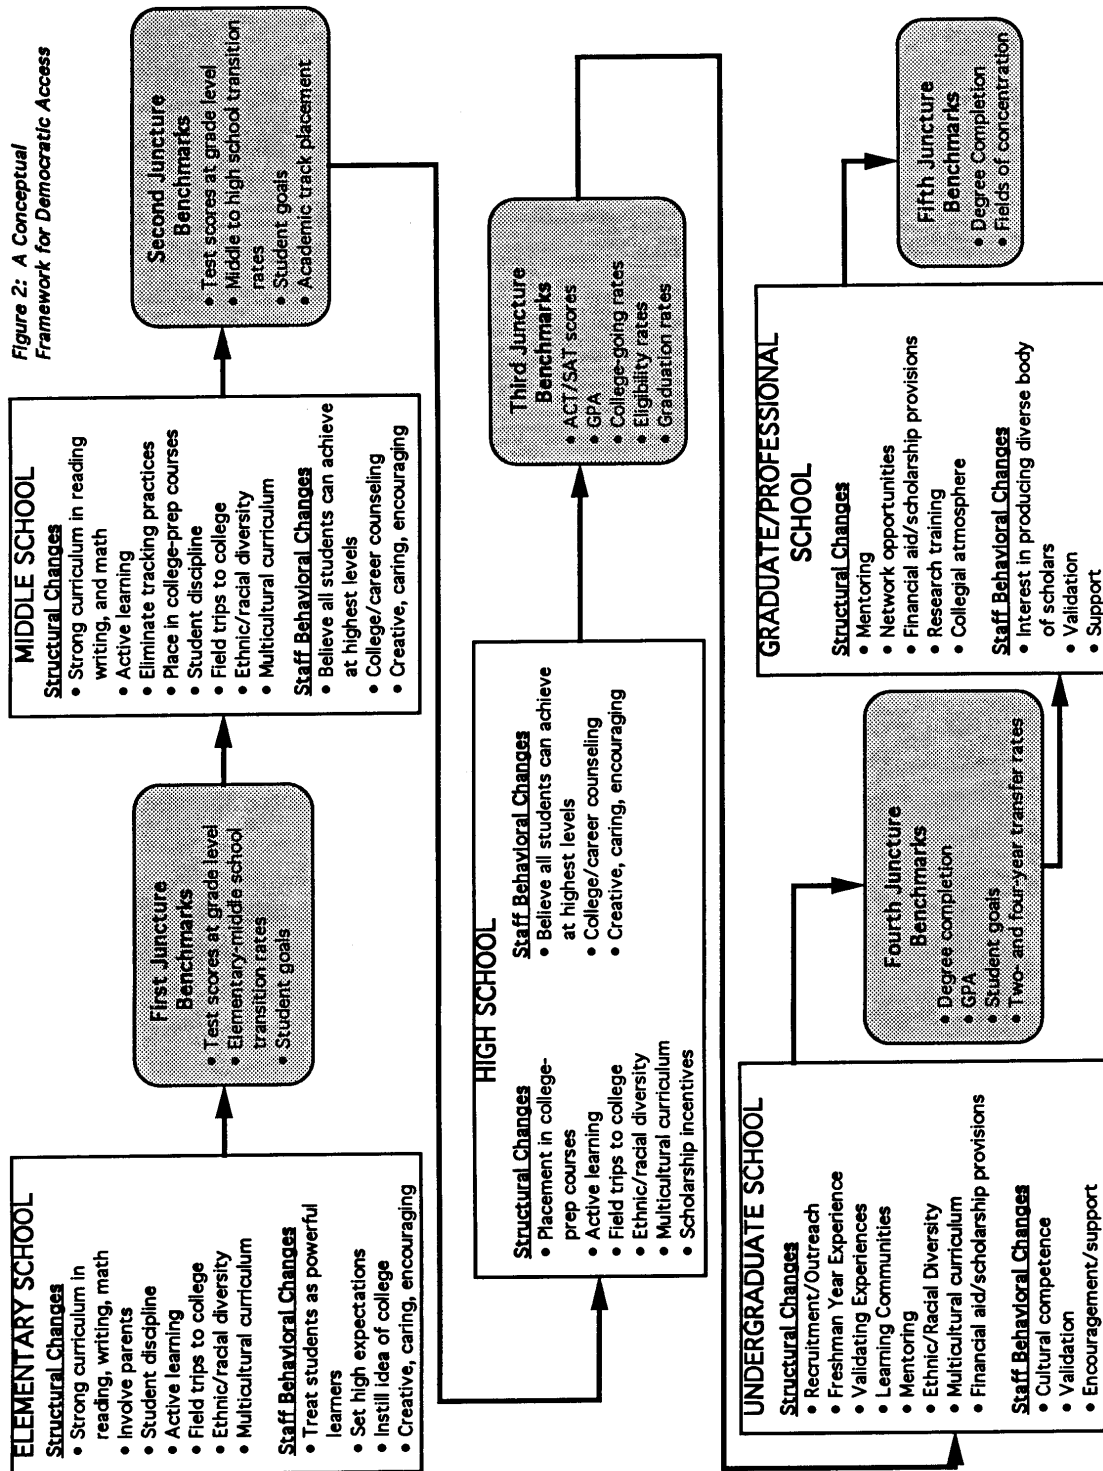 Figure 2: A Conceptual
Framework for Democratic Access
ELEMENTARY SCHOOL
Structural Changes
• Strong curriculum in
reading, writing, math
• Involve parents
• Student discipline
• Active learning
• Field trips to college
• Ethnic/racial diversity
• Multicultural curriculum
Staff Behavioral Changes
• Treat students as powerful
learners
• Set high expectations
• Instill idea of college
• Creative, caring, encouraging
First Juncture
Benchmarks
• Test scores at grade level
• Elementary-middle school
transition rates
• Student goals
MIDDLE SCHOOL
Structural Changes
• Strong curriculum in reading
writing, and math
• Active learning
• Eliminate tracking practices
• Place in college-prep courses
• Student discipline
• Field trips to college
• Ethnic/racial diversity
• Multicultural curriculum
Staff Behavioral Changes
• Believe all students can achieve
at highest levels
• College/career counseling
• Creative, caring, encouraging
Second Juncture
Benchmarks
• Test scores at grade level
• Middle to high school transition
rates
• Student goals
• Academic track placement
HIGH SCHOOL
Structural Changes
• Placement in college-
prep courses
• Active learning
• Field trips to college
• Ethnic/racial diversity
• Multicultural curriculum
• Scholarship incentives
Staff Behavioral Changes
• Believe all students can achieve
at highest levels
• College/career counseling
• Creative, caring, encouraging
Third Juncture
Benchmarks
• ACT/SAT scores
• GPA
• College-going rates
• Eligibility rates
• Graduation rates
UNDERGRADUATE SCHOOL
Structural Changes
• Recruitment/Outreach
• Freshman Year Experience
• Validating Experiences
• Learning Communities
• Mentoring
• Ethnic/Racial Diversity
• Multicultural curriculum
• Financial aid/scholarship provisions
Staff Behavioral Changes
• Cultural competence
• Validation
• Encouragement/support
Fourth Juncture
Benchmarks
• Degree completion
• GPA
• Student goals
• Two- and four-year transfer rates
GRADUATE/PROFESSIONAL
SCHOOL
Structural Changes
• Mentoring
• Network opportunities
• Financial aid/scholarship provisions
• Research training
• Collegial atmosphere
Staff Behavioral Changes
• Interest in producing diverse body
of scholars
• Validation
• Support
Fifth Juncture
Benchmarks
• Degree Completion
• Fields of concentration